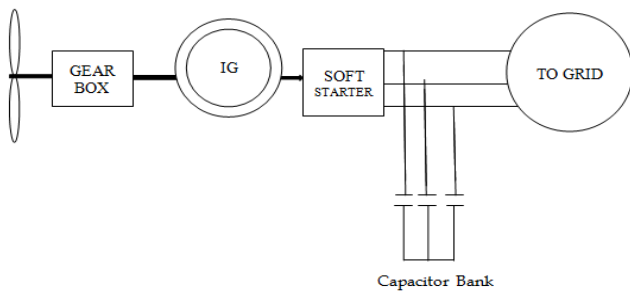 GEAR
BOX
IG
SOFT
STARTER
TO GRID
Capacitor Bank